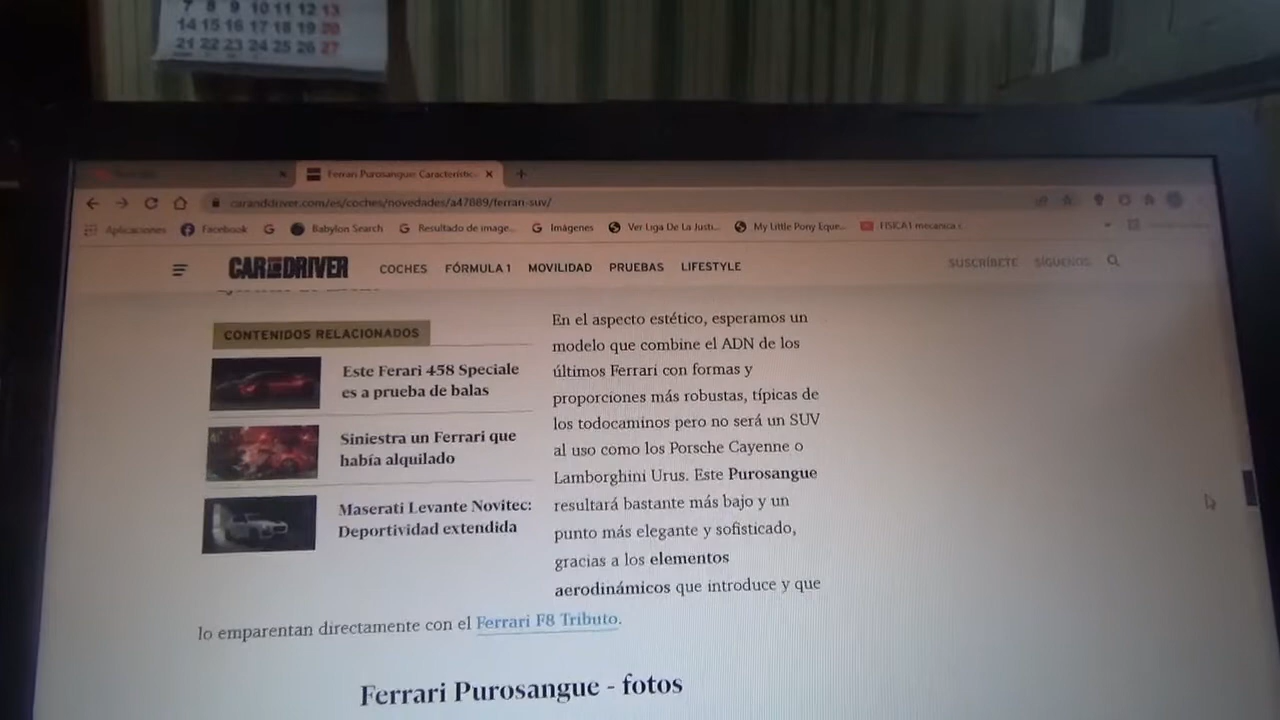 7 8 9 10 11 12 13
14 15 16 17 18 19 20
21 22 23 24 25 26 27
Ferrari Purosangue: Característic...
caranddriver.com/es/coches/novedades/a47889/ferrari-suv/
Aplicaciones Facebook Babylon Search Resultado de image... Imágenes Ver Liga De La Justi... My Little Pony Eque... FISICA1 mecanica c
CAR AND DRIVER COCHES FÓRMULA 1 MOVILIDAD PRUEBAS LIFESTYLE SUSCRÍBETE SÍGUENOS
CONTENIDOS RELACIONADOS
Este Ferari 458 Speciale
es a prueba de balas
Siniestra un Ferrari que
había alquilado
Maserati Levante Novitec:
Deportividad extendida
En el aspecto estético, esperamos un
modelo que combine el ADN de los
últimos Ferrari con formas y
proporciones más robustas, típicas de
los todocaminos pero no será un SUV
al uso como los Porsche Cayenne o
Lamborghini Urus. Este Purosangue
resultará bastante más bajo y un
punto más elegante y sofisticado,
gracias a los elementos
aerodinámicos que introduce y que
lo emparentan directamente con el Ferrari F8 Tributo.
Ferrari Purosangue - fotos